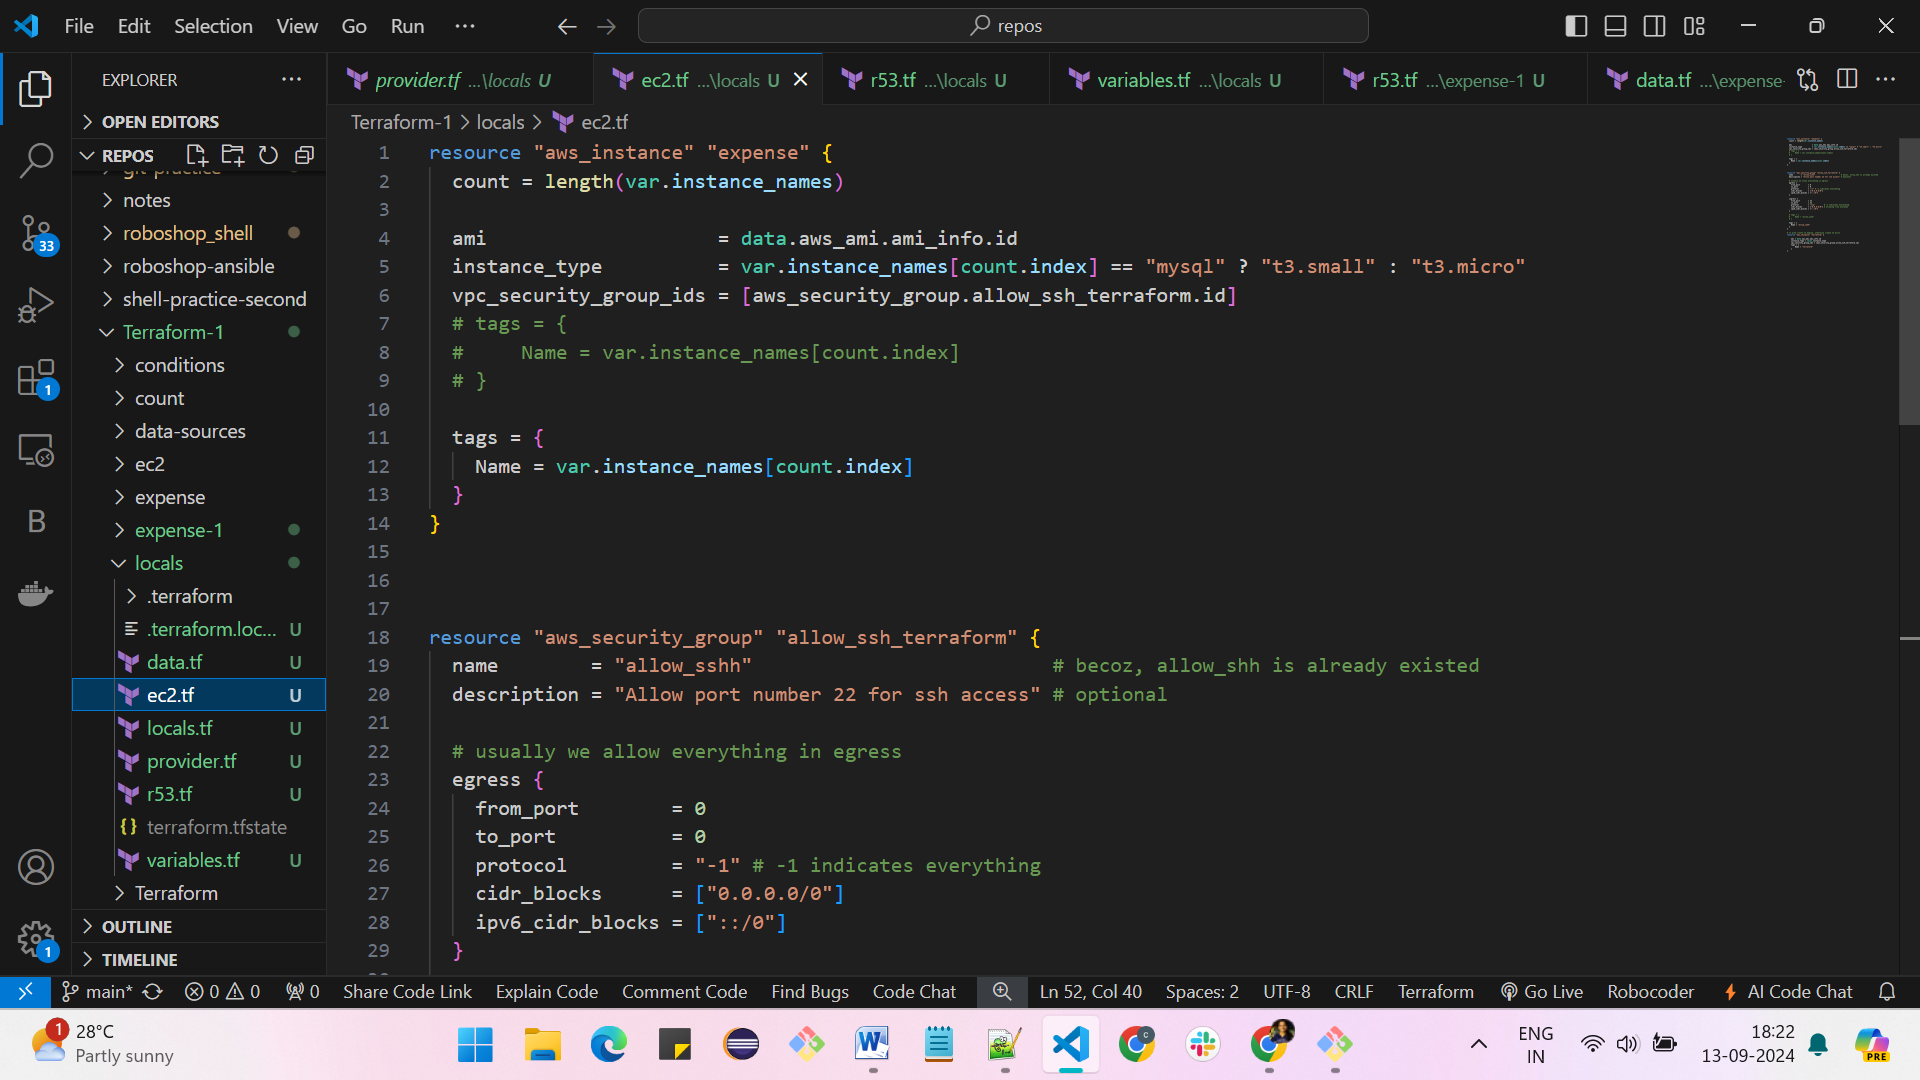 File Edit Selection View Go Run ... repos
EXPLORER
provider.tf ...\locals U
ec2.tf ...\locals U
r53.tf ...\locals U
variables.tf ...\locals U
r53.tf ...\expense-1 U
data.tf ...\expense-
OPEN EDITORS
REPOS
git-practice
notes
roboshop_shell
roboshop-ansible
shell-practice-second
Terraform-1
conditions
count
data-sources
ec2
expense
expense-1
locals
.terraform
.terraform.loc... U
data.tf U
ec2.tf U
locals.tf U
provider.tf U
r53.tf U
terraform.tfstate
variables.tf U
Terraform
OUTLINE
TIMELINE
33
1
1
B
Terraform-1 > locals > ec2.tf
1 resource "aws_instance" "expense" {
2 count = length(var.instance_names)
3
4 ami = data.aws_ami.ami_info.id
5 instance_type = var.instance_names[count.index] == "mysql" ? "t3.small" : "t3.micro"
6 vpc_security_group_ids = [aws_security_group.allow_ssh_terraform.id]
7 # tags = {
8 # Name = var.instance_names[count.index]
9 # }
10
11 tags = {
12 Name = var.instance_names[count.index]
13 }
14 }
15
16
17
18 resource "aws_security_group" "allow_ssh_terraform" {
19 name = "allow_sshh" # becoz, allow_shh is already existed
20 description = "Allow port number 22 for ssh access" # optional
21
22 # usually we allow everything in egress
23 egress {
24 from_port = 0
25 to_port = 0
26 protocol = "-1" # -1 indicates everything
27 cidr_blocks = ["0.0.0.0/0"]
28 ipv6_cidr_blocks = ["::/0"]
29 }
main* 0 0 0 Share Code Link Explain Code Comment Code Find Bugs Code Chat Ln 52, Col 40 Spaces: 2 UTF-8 CRLF Terraform Go Live Robocoder AI Code Chat
1 28°C
Partly sunny
ENG
IN
18:22
13-09-2024
PRE